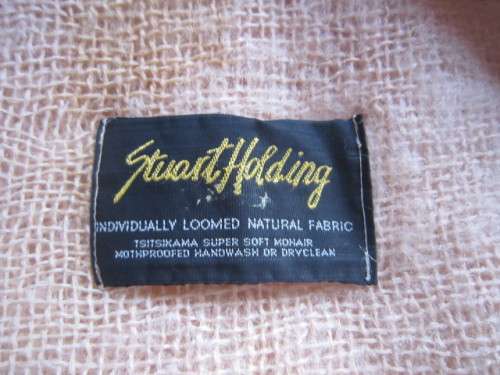 Stuart Holding
INDIVIDUALLY LOOMED NATURAL FABRIC
TSITSIKAMA SUPER SOFT MOHAIR
MOTHPROOFED HANDWASH OR DRYCLEAN